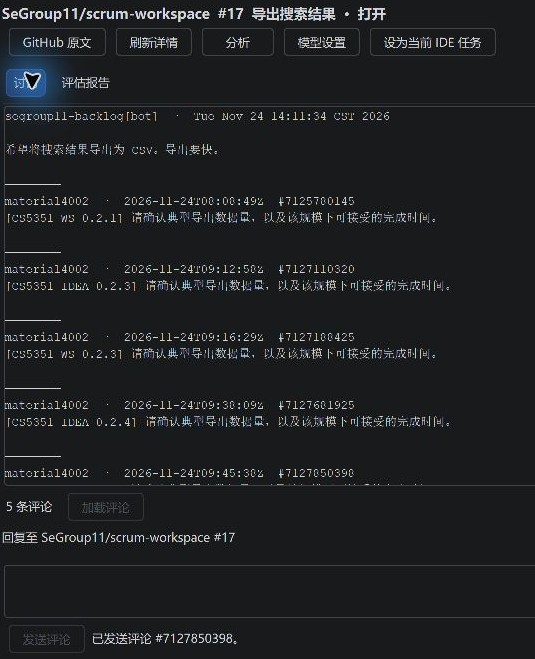 SeGroup11/scrum-workspace #17 导出搜索结果 • 打开
GitHub 原文 刷新详情 分析 模型设置 设为当前 IDE 任务
讨 评估报告
segroup11-backlog[bot] · Tue Nov 24 14:11:34 CST 2026
希望将搜索结果导出为 CSV。导出要快。
material4002 · 2026-11-24T08:08:49Z #7125780145
[CS5351 WS 0.2.1] 请确认典型导出数据量，以及该规模下可接受的完成时间。
material4002 · 2026-11-24T09:12:58Z #7127110320
[CS5351 IDEA 0.2.3] 请确认典型导出数据量，以及该规模下可接受的完成时间。
material4002 · 2026-11-24T09:16:29Z #7127188425
[CS5351 WS 0.2.3] 请确认典型导出数据量，以及该规模下可接受的完成时间。
material4002 · 2026-11-24T09:38:09Z #7127681925
[CS5351 IDEA 0.2.4] 请确认典型导出数据量，以及该规模下可接受的完成时间。
material4002 · 2026-11-24T09:45:38Z #7127850398
5 条评论 加载评论
回复至 SeGroup11/scrum-workspace #17
发送评论 已发送评论 #7127850398。